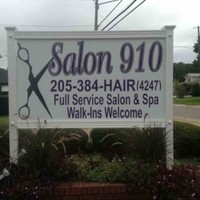 Salon 910
205-384-HAIR(4247)
Full Service Salon & Spa
Walk-Ins Welcome